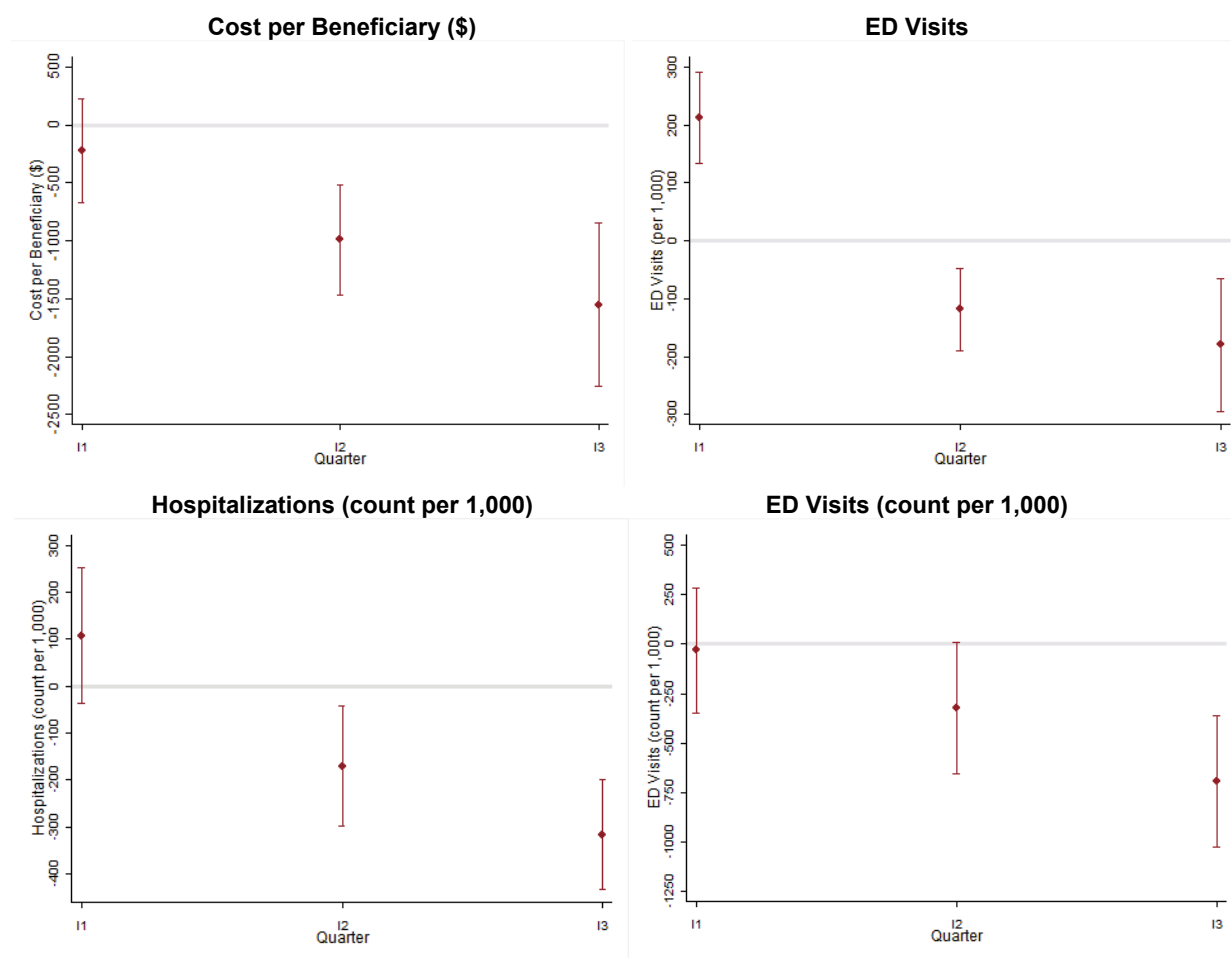 Cost per Beneficiary ($)
Cost per Beneficiary ($)
500
0
-500
-1000
-1500
-2000
-2500
I1
I2
I3
Quarter
ED Visits
ED Visits (per 1,000)
300
200
100
0
-100
-200
-300
I1
I2
I3
Quarter
Hospitalizations (count per 1,000)
Hospitalizations (count per 1,000)
300
200
100
0
-100
-200
-300
-400
I1
I2
I3
Quarter
ED Visits (count per 1,000)
ED Visits (count per 1,000)
500
250
0
-250
-500
-750
-1000
-1250
I1
I2
I3
Quarter